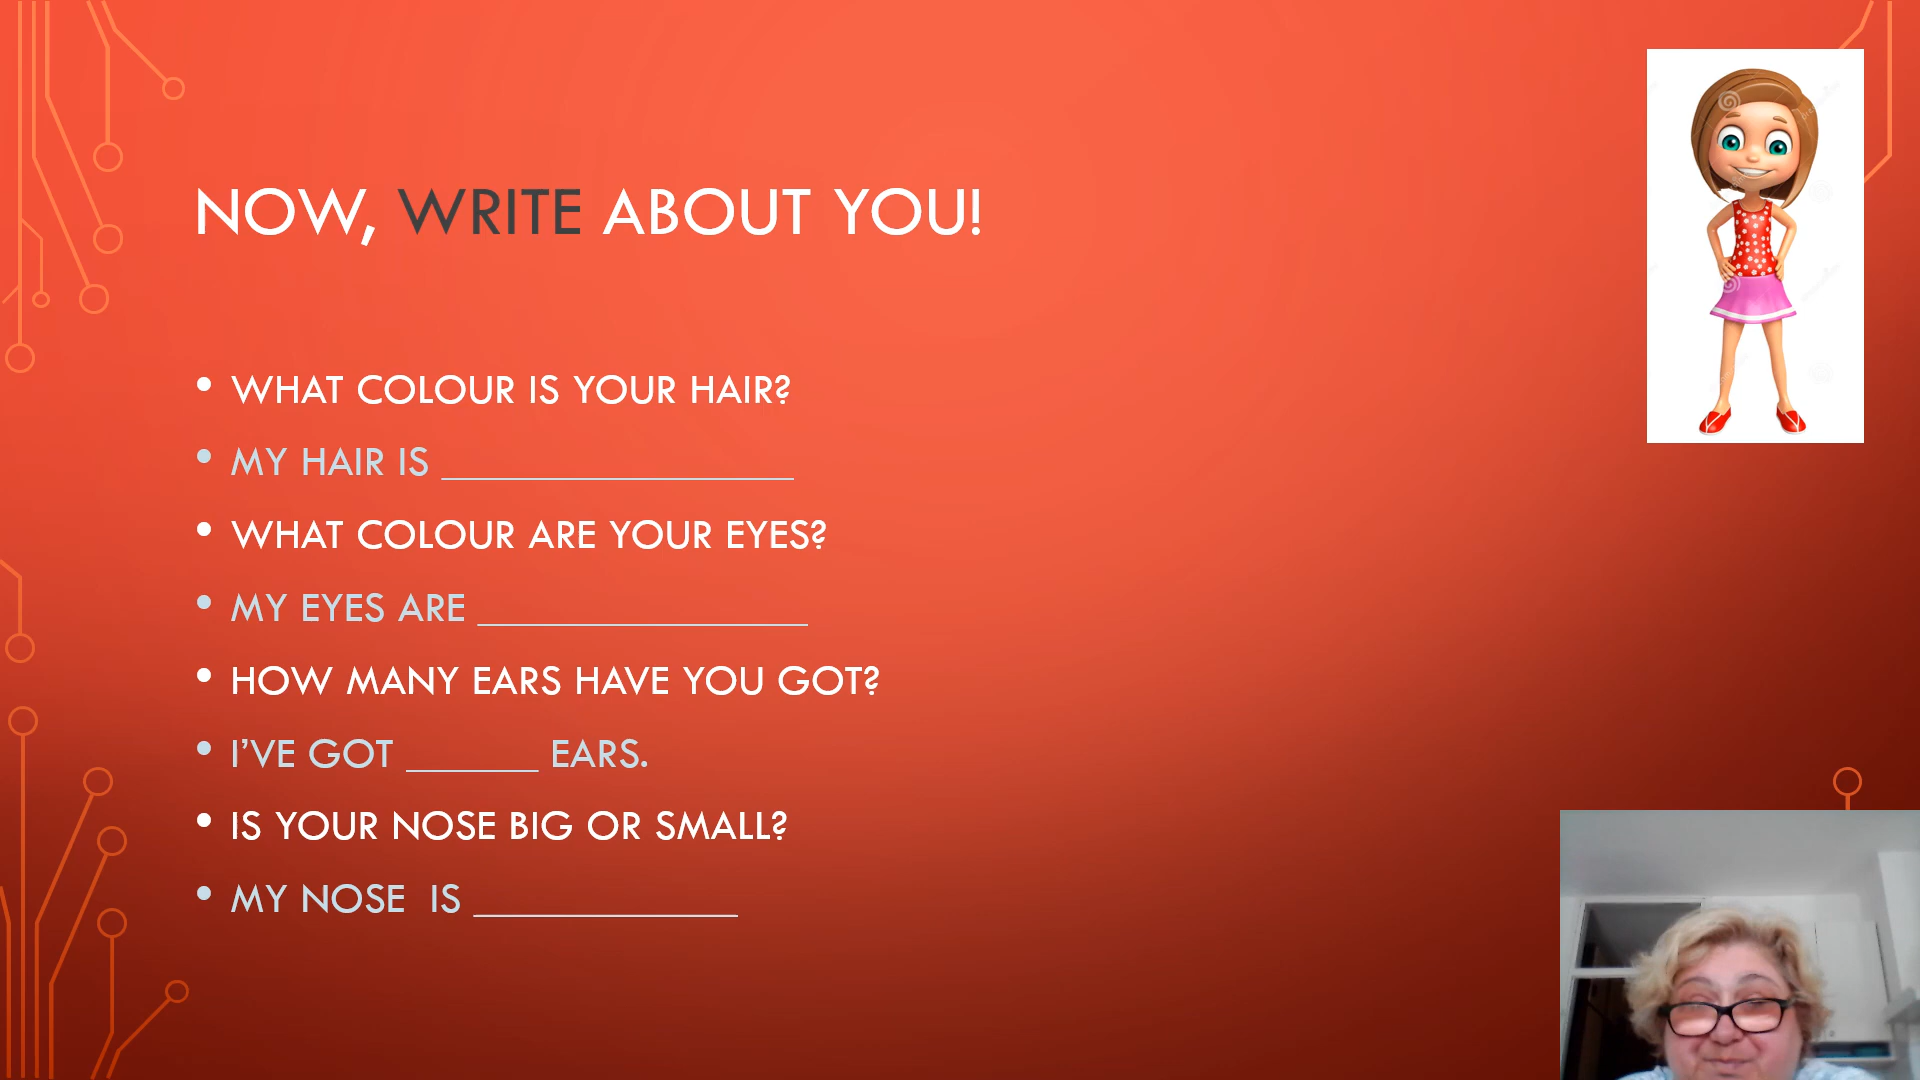 NOW, WRITE ABOUT YOU!
• WHAT COLOUR IS YOUR HAIR?
• MY HAIR IS ________________
• WHAT COLOUR ARE YOUR EYES?
• MY EYES ARE _______________
• HOW MANY EARS HAVE YOU GOT?
• I'VE GOT ______ EARS.
• IS YOUR NOSE BIG OR SMALL?
• MY NOSE  IS ____________